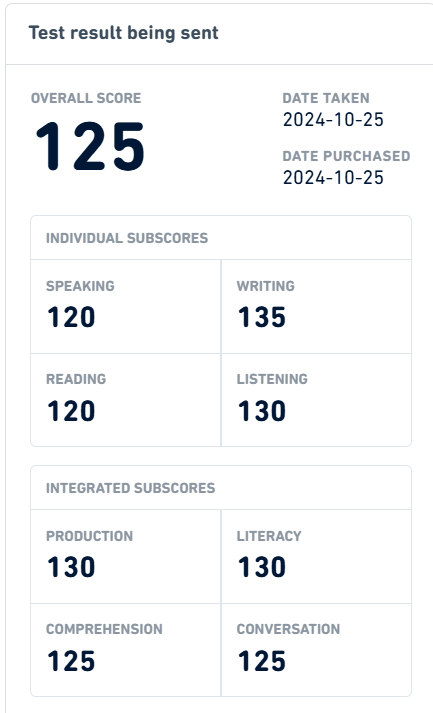 Test result being sent
OVERALL SCORE
125
DATE TAKEN
2024-10-25
DATE PURCHASED
2024-10-25
INDIVIDUAL SUBSCORES
SPEAKING
120
WRITING
135
READING
120
LISTENING
130
INTEGRATED SUBSCORES
PRODUCTION
130
LITERACY
130
COMPREHENSION
125
CONVERSATION
125